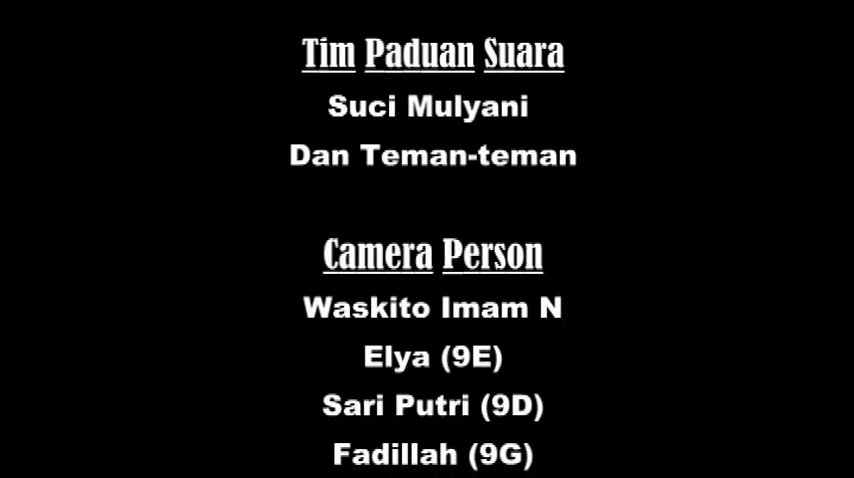 Tim Paduan Suara
Suci Mulyani
Dan Teman-teman
Camera Person
Waskito Imam N
Elya (9E)
Sari Putri (9D)
Fadillah (9G)